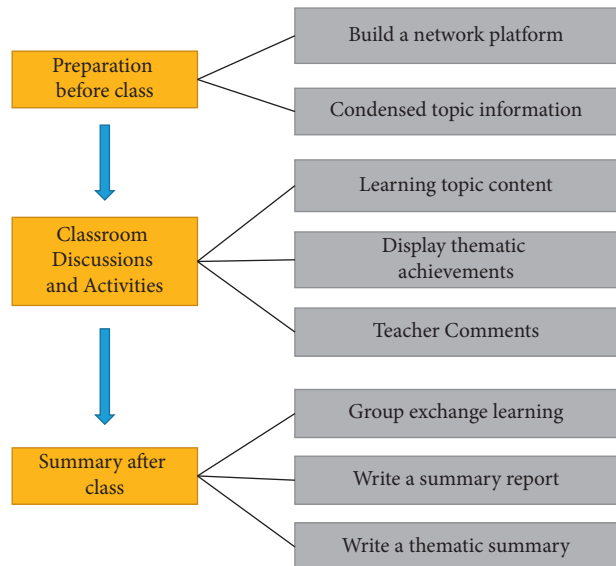 Preparation
before class
Build a network platform
Condensed topic information
Classroom
Discussions
and Activities
Learning topic content
Display thematic
achievements
Teacher Comments
Summary after
class
Group exchange learning
Write a summary report
Write a thematic summary